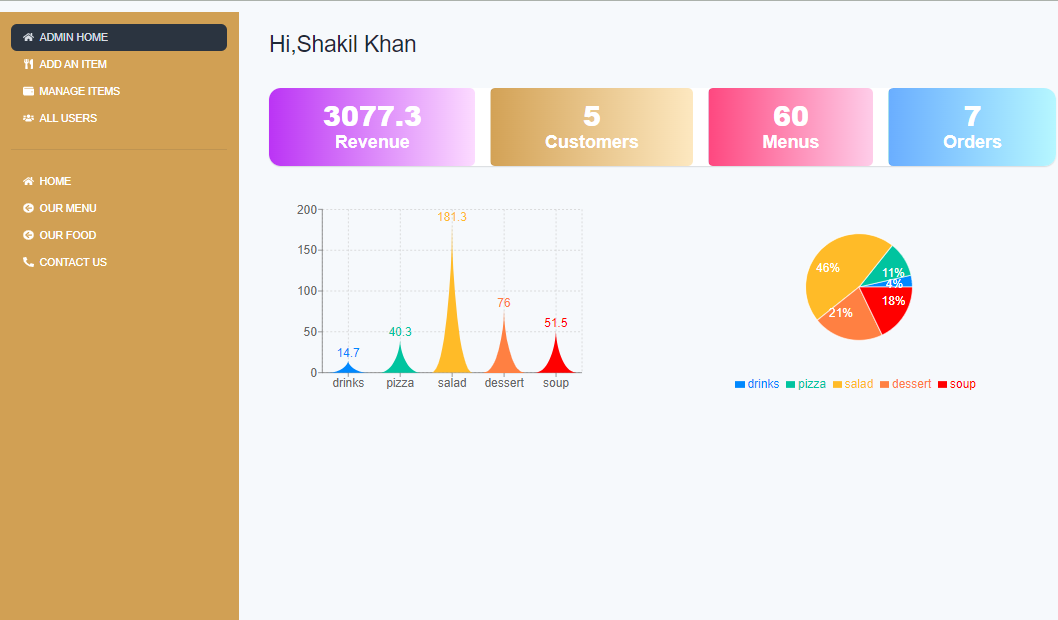 ADMIN HOME
ADD AN ITEM
MANAGE ITEMS
ALL USERS
HOME
OUR MENU
OUR FOOD
CONTACT US
Hi,Shakil Khan
3077.3
Revenue
5
Customers
60
Menus
7
Orders
200
150
100
50
0
14.7
40.3
181.3
76
51.5
drinks pizza salad dessert soup
46%
11%
4%
18%
21%
drinks pizza salad dessert soup